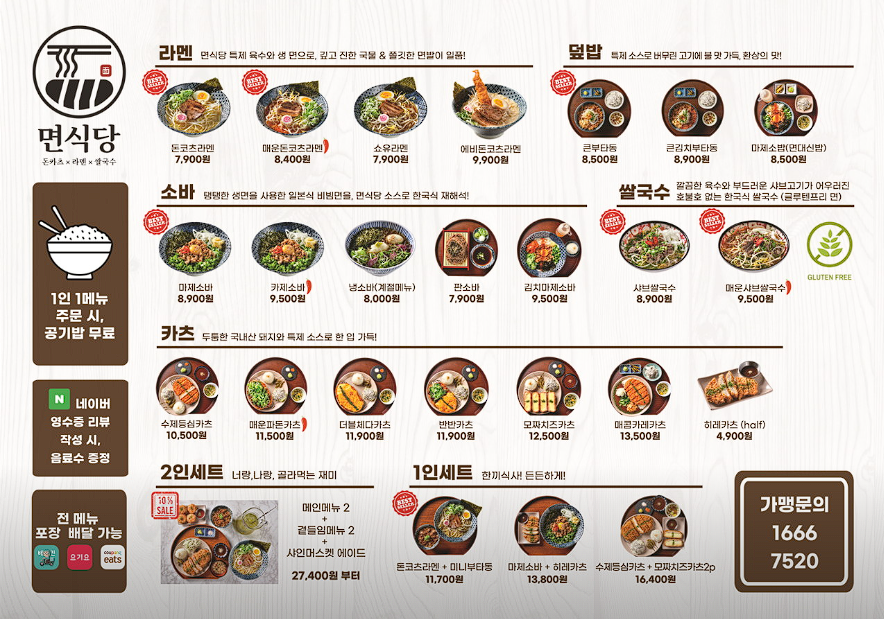 面
면식당
돈카츠 × 라멘 × 쌀국수
1인 1메뉴
주문 시,
공기밥 무료
N 네이버
영수증 리뷰
작성 시,
음료수 증정
전 메뉴
포장 배달 가능
요기요
coupang
eats
라멘 면식당 특제 육수와 생 면으로, 깊고 진한 국물 & 쫄깃한 면발이 일품!
BEST SELLER
BEST SELLER
돈코츠라멘
7,900원
매운돈코츠라멘
8,400원
쇼유라멘
7,900원
에비돈코츠라멘
9,900원
덮밥 특제 소스로 버무린 고기에 불 맛 가득, 환상의 맛!
BEST SELLER
큰부타동
8,500원
큰김치부타동
8,900원
마제소밥(면대신밥)
8,500원
소바 탱탱한 생면을 사용한 일본식 비빔면을, 면식당 소스로 한국식 재해석!
BEST SELLER
마제소바
8,900원
카제소바
9,500원
냉소바(계절메뉴)
8,000원
판소바
7,900원
김치마제소바
9,500원
쌀국수 깔끔한 육수와 부드러운 샤브고기가 어우러진
호불호 없는 한국식 쌀국수 (글루텐프리 면)
BEST SELLER
BEST SELLER
샤브쌀국수
8,900원
매운샤브쌀국수
9,500원
GLUTEN FREE
카츠 두툼한 국내산 돼지와 특제 소스로 한 입 가득!
수제등심카츠
10,500원
매운파돈카츠
11,500원
더블체다카츠
11,900원
반반카츠
11,900원
모짜치즈카츠
12,500원
매콤카레카츠
13,500원
히레카츠 (half)
4,900원
2인세트 너랑,나랑, 골라먹는 재미
10%
SALE
메인메뉴 2
+
곁들임메뉴 2
+
샤인머스켓 에이드
27,400원 부터
1인세트 한끼식사! 든든하게!
BEST SELLER
돈코츠라멘 + 미니부타동
11,700원
마제소바 + 히레카츠
13,800원
수제등심카츠 + 모짜치즈카츠2p
16,400원
가맹문의
1666
7520